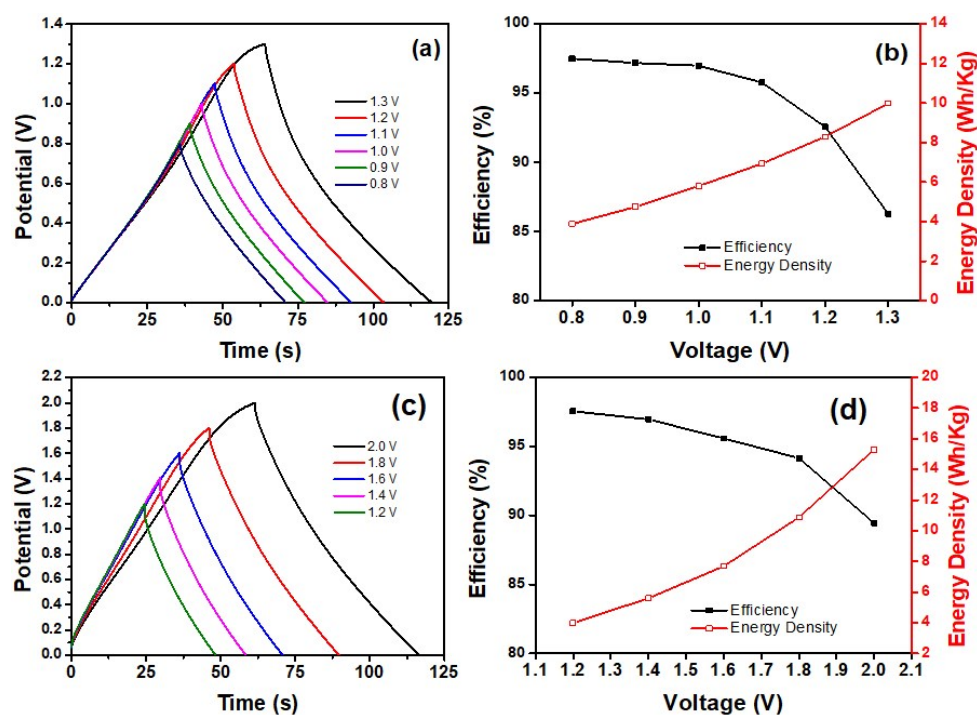 (a)
Potential (V)
1.4
1.2
1.0
0.8
0.6
0.4
0.2
0.0
1.3 V
1.2 V
1.1 V
1.0 V
0.9 V
0.8 V
0 25 50 75 100 125
Time (s)
(b)
Efficiency (%)
100
95
90
85
80
Efficiency
Energy Density
14
12
10
8
6
4
2
0
Energy Density (Wh/Kg)
0.8 0.9 1.0 1.1 1.2 1.3
Voltage (V)
(c)
Potential (V)
2.2
2.0
1.8
1.6
1.4
1.2
1.0
0.8
0.6
0.4
0.2
0.0
2.0 V
1.8 V
1.6 V
1.4 V
1.2 V
0 25 50 75 100 125
Time (s)
(d)
Efficiency (%)
100
95
90
85
80
Efficiency
Energy Density
20
18
16
14
12
10
8
6
4
2
Energy Density (Wh/Kg)
1.1 1.2 1.3 1.4 1.5 1.6 1.7 1.8 1.9 2.0 2.1
Voltage (V)